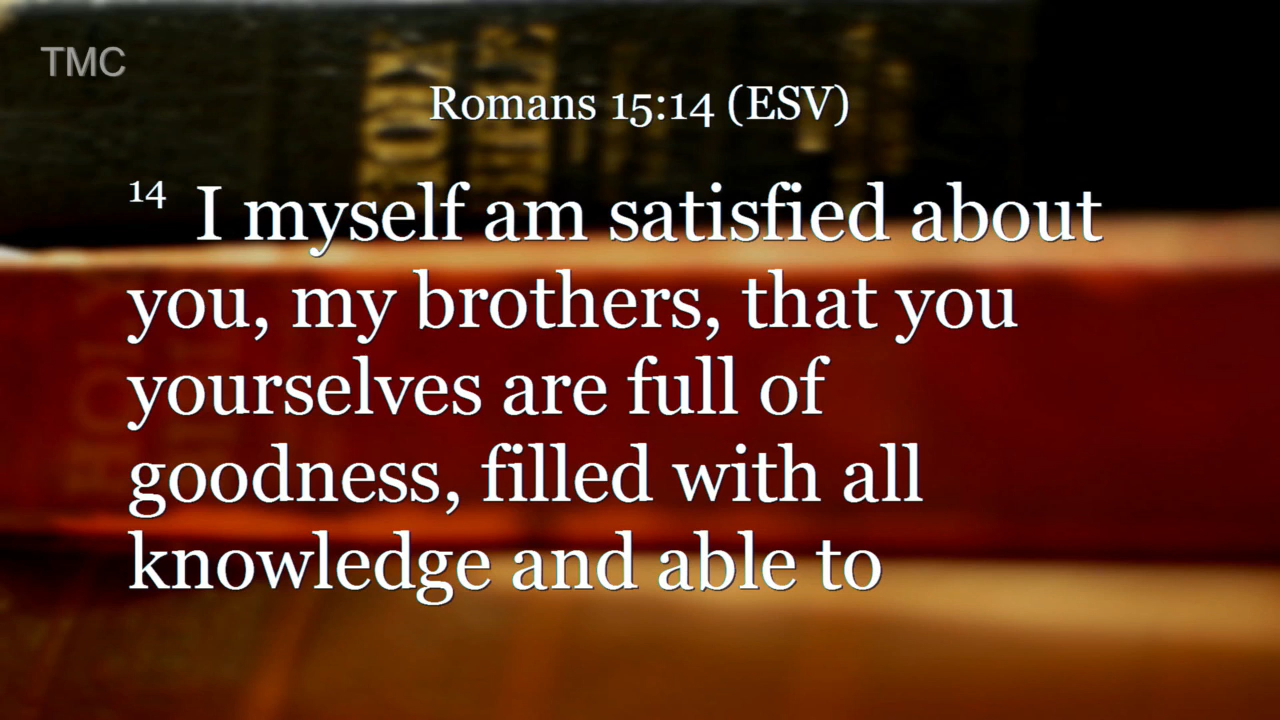 TMC
Romans 15:14 (ESV)
14 I myself am satisfied about
you, my brothers, that you
yourselves are full of
goodness, filled with all
knowledge and able to